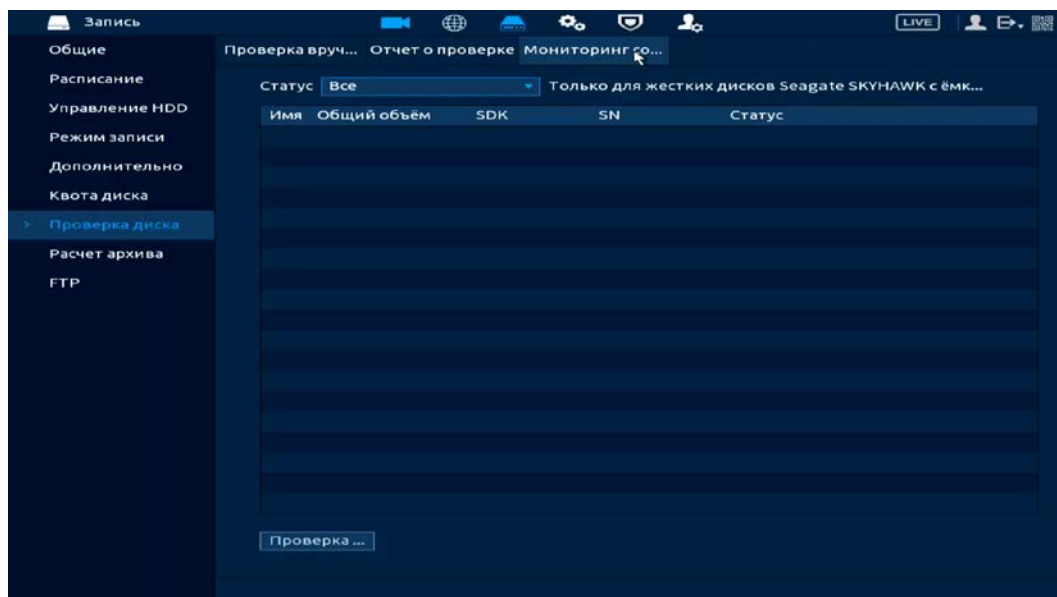 Запись
LIVE
Общие
Расписание
Управление HDD
Режим записи
Дополнительно
Квота диска
Проверка диска
Расчет архива
FTP
Проверка вруч... Отчет о проверке Мониторинг со...
Статус Все Только для жестких дисков Seagate SKYHAWK с ёмк...
Имя Общий объём SDK SN Статус
Проверка ...